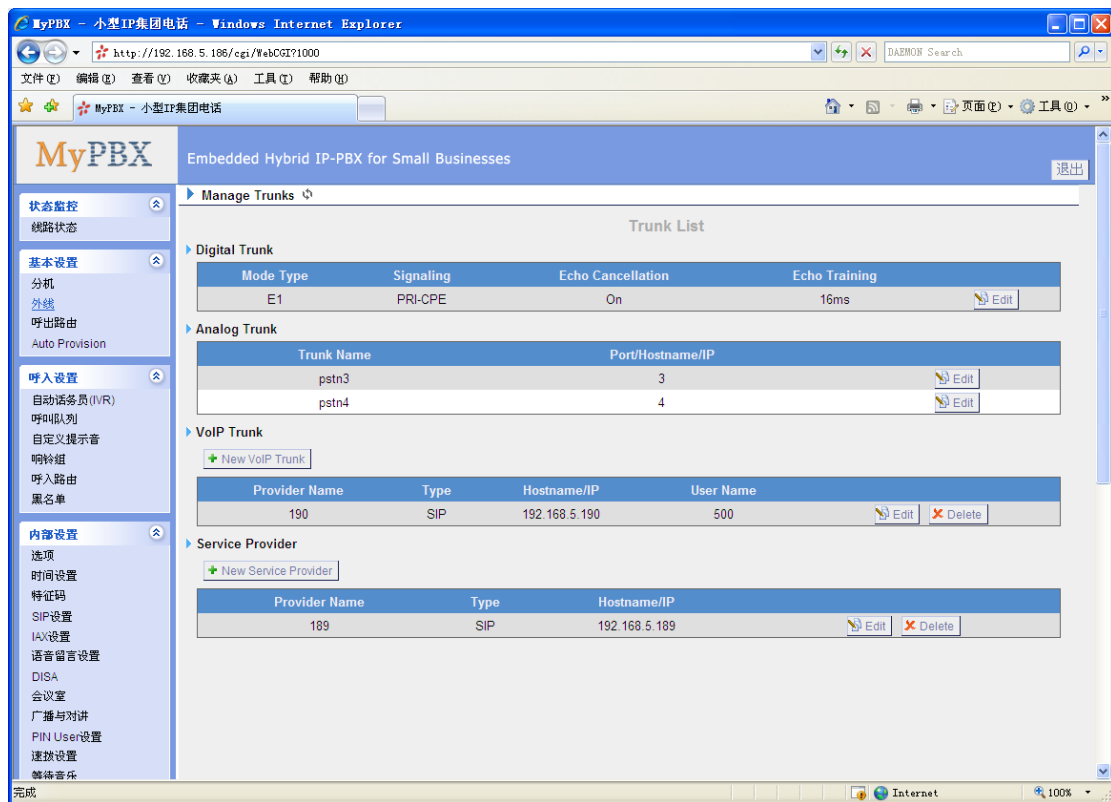 MyPBX - 小型IP集团电话 - Windows Internet Explorer
http://192.168.5.186/cgi/WebCGI?1000
DAEMON Search
文件(F) 编辑(E) 查看(V) 收藏夹(A) 工具(T) 帮助(H)
MyPBX - 小型IP集团电话
页面(P) 工具(O)
MyPBX
Embedded Hybrid IP-PBX for Small Businesses
退出
状态监控
线路状态
基本设置
分机
外线
呼出路由
Auto Provision
呼入设置
自动话务员(IVR)
呼叫队列
自定义提示音
响铃组
呼入路由
黑名单
内部设置
选项
时间设置
特征码
SIP设置
IAX设置
语音留言设置
DISA
会议室
广播与对讲
PIN User设置
速拨设置
等待音乐
Manage Trunks
Trunk List
Digital Trunk
Mode Type Signaling Echo Cancellation Echo Training
E1 PRI-CPE On 16ms Edit
Analog Trunk
Trunk Name Port/Hostname/IP
pstn3 3 Edit
pstn4 4 Edit
VoIP Trunk
New VoIP Trunk
Provider Name Type Hostname/IP User Name
190 SIP 192.168.5.190 500 Edit Delete
Service Provider
New Service Provider
Provider Name Type Hostname/IP
189 SIP 192.168.5.189 Edit Delete
完成
Internet
100%